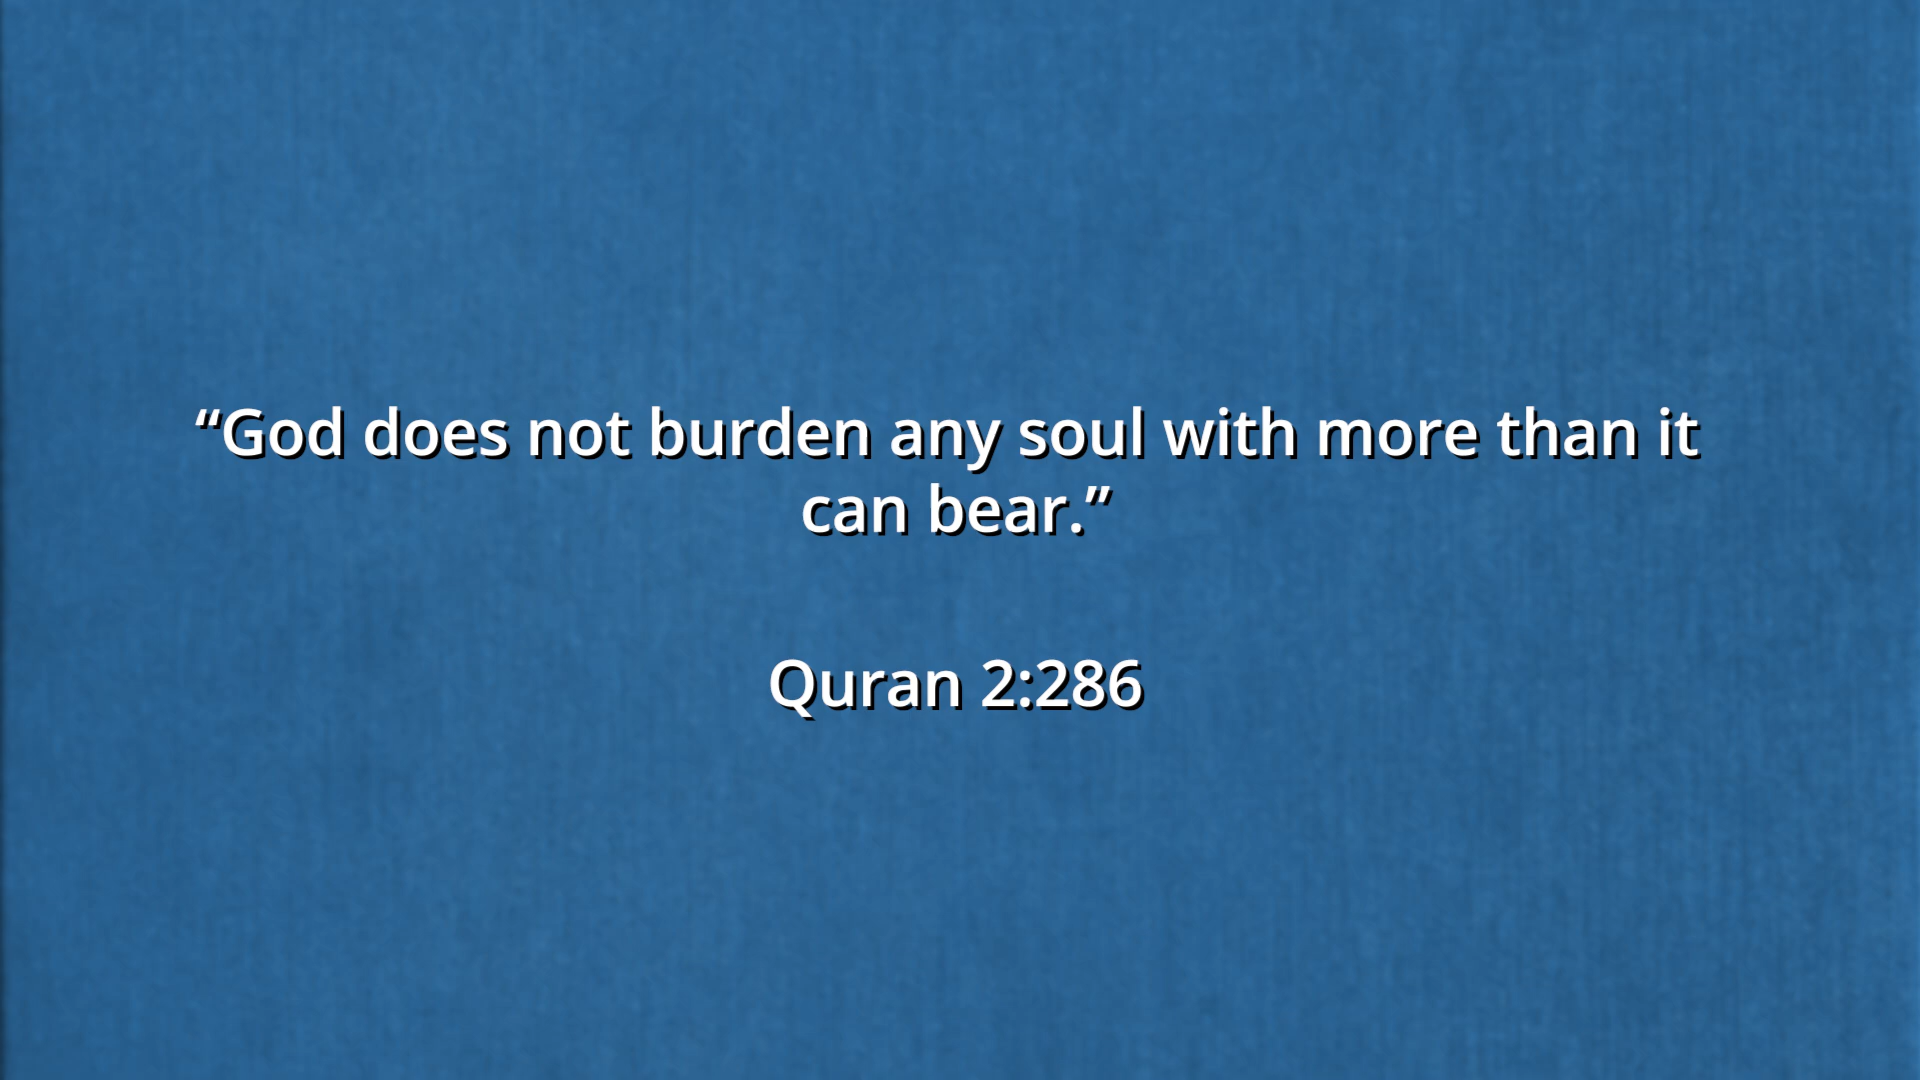 “God does not burden any soul with more than it
can bear.”
Quran 2:286